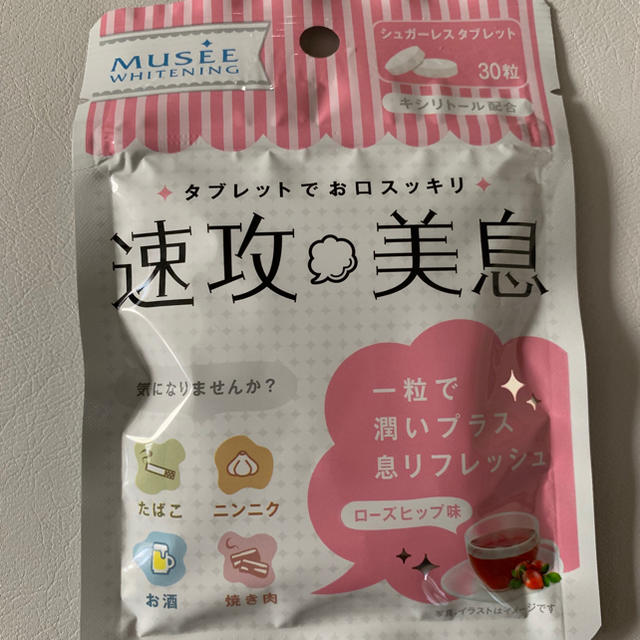 MUSEE
WHITENING
シュガーレスタブレット
30粒
キシリトール配合
タブレットでお口スッキリ
速攻美息
気になりませんか?
一粒で
潤いプラス
息リフレッシュ
ローズヒップ味
たばこ
ニンニク
お酒
焼き肉
写真・イラストはイメージです